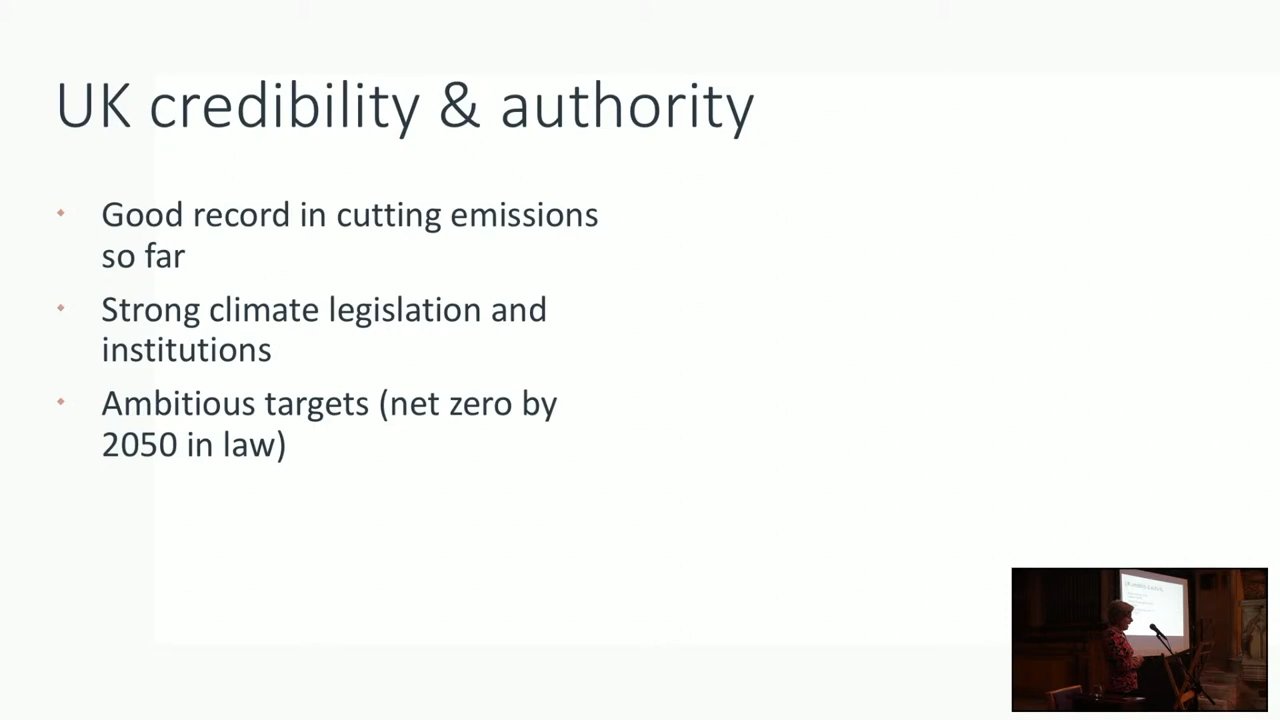 UK credibility & authority
Good record in cutting emissions
so far
Strong climate legislation and
institutions
Ambitious targets (net zero by
2050 in law)